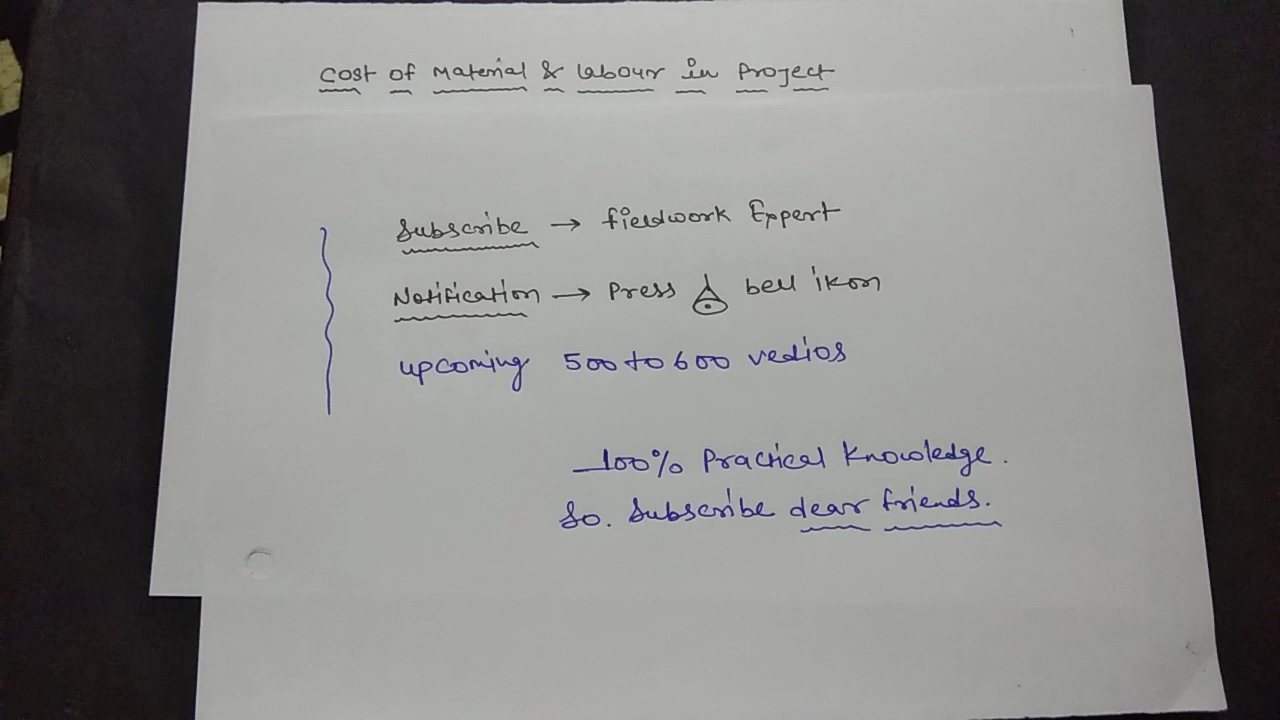 Cost of Material & Labour in Project
Subscribe → fieldwork Expert
Notification → Press bell ikon
upcoming 500 to 600 vedios
100% Practical Knowledge.
So. Subscribe dear friends.